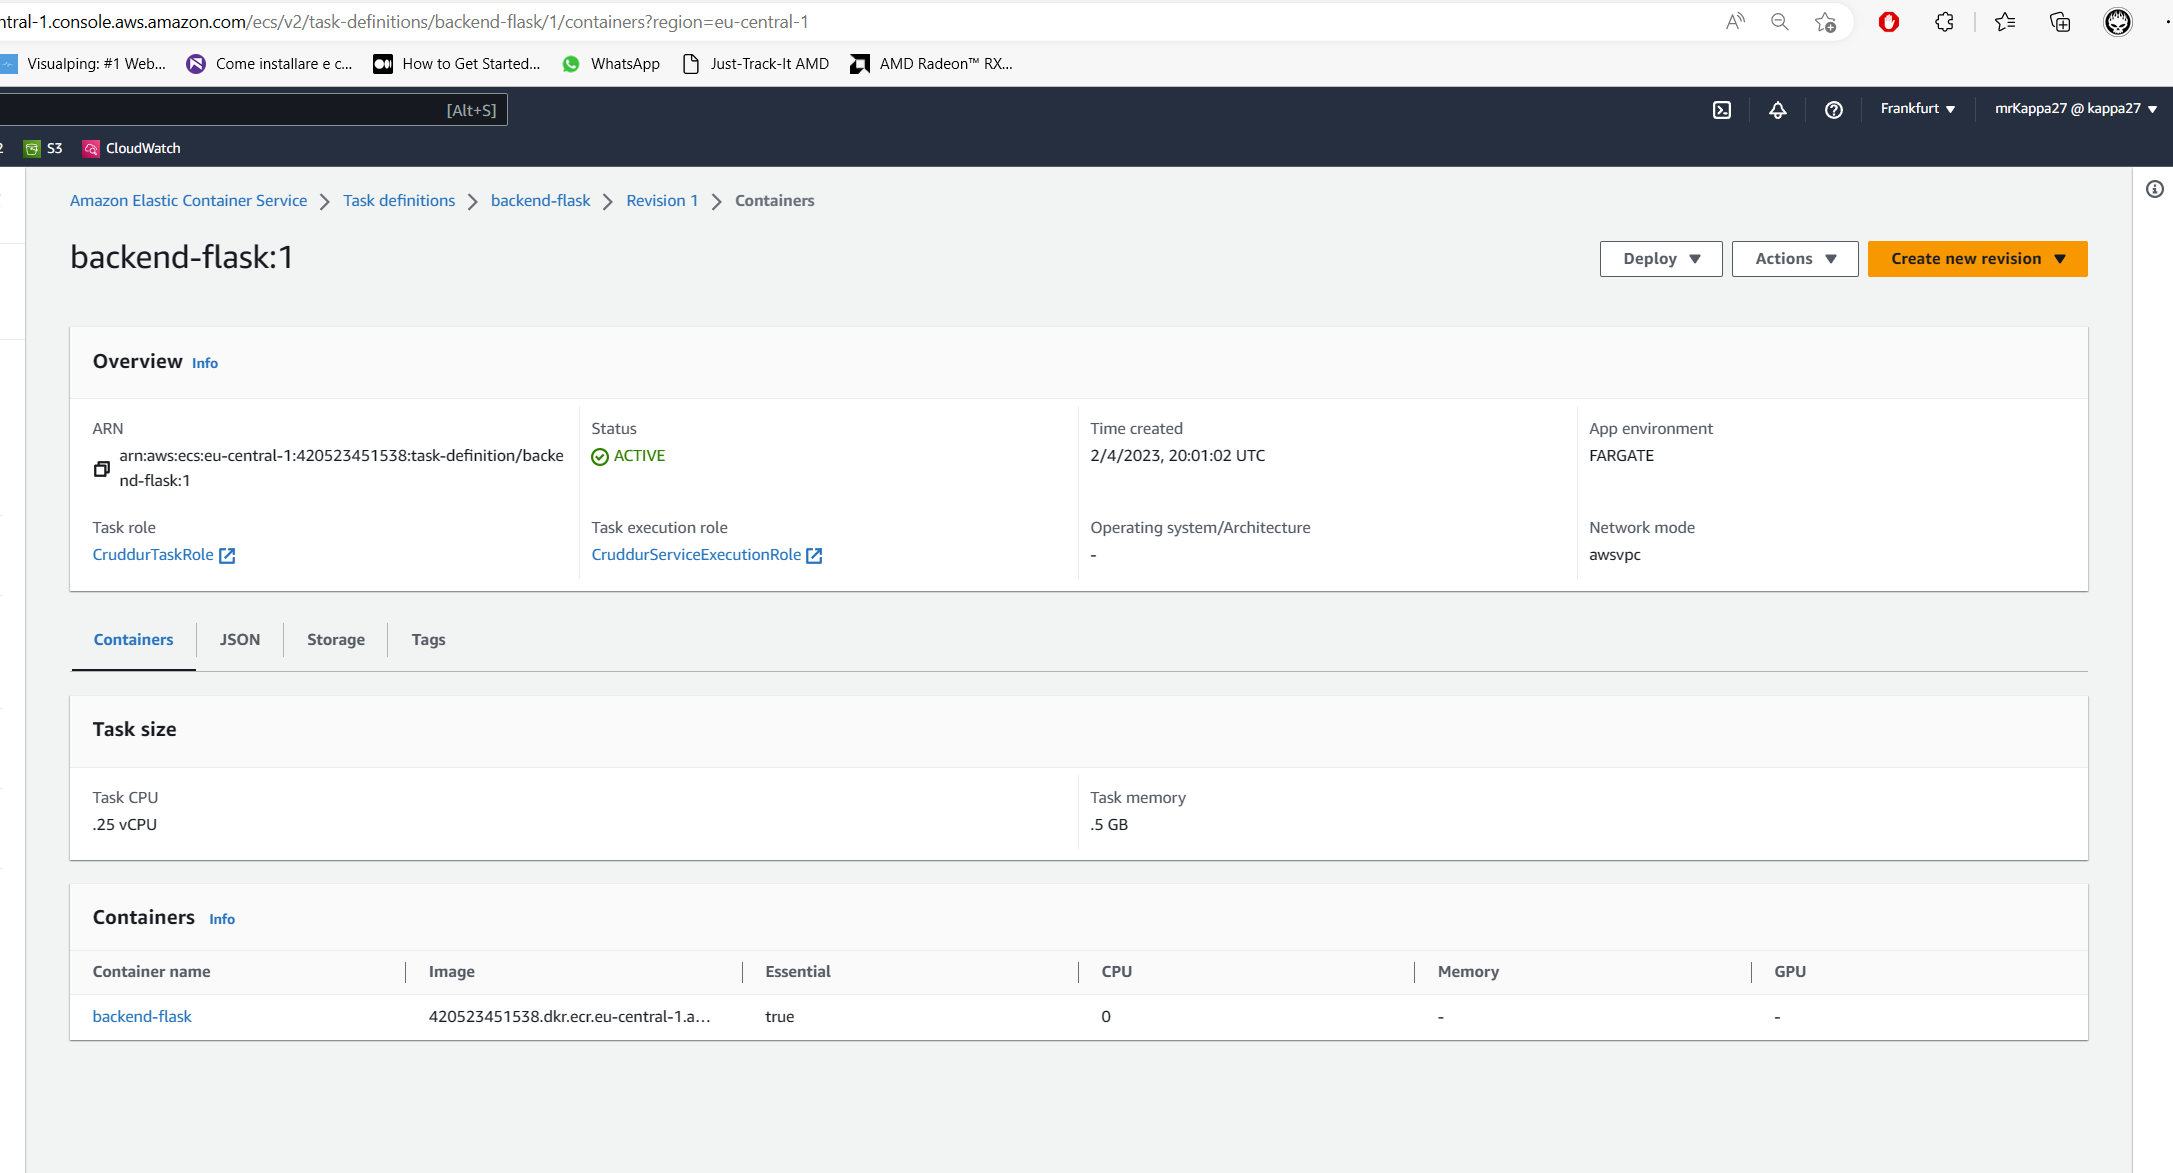 ntral-1.console.aws.amazon.com/ecs/v2/task-definitions/backend-flask/1/containers?region=eu-central-1
Visualping: #1 Web... Come installare e c... How to Get Started... WhatsApp Just-Track-It AMD AMD Radeon™ RX...
[Alt+S] Frankfurt ▼ mrKappa27 @ kappa27 ▼
2 S3 CloudWatch
Amazon Elastic Container Service > Task definitions > backend-flask > Revision 1 > Containers
backend-flask:1
Deploy ▼ Actions ▼ Create new revision ▼
Overview Info
ARN Status Time created App environment
arn:aws:ecs:eu-central-1:420523451538:task-definition/backe ACTIVE 2/4/2023, 20:01:02 UTC FARGATE
nd-flask:1
Task role Task execution role Operating system/Architecture Network mode
CruddurTaskRole CruddurServiceExecutionRole - awsvpc
Containers JSON Storage Tags
Task size
Task CPU Task memory
.25 vCPU .5 GB
Containers Info
Container name Image Essential CPU Memory GPU
backend-flask 420523451538.dkr.ecr.eu-central-1.a... true 0 - -